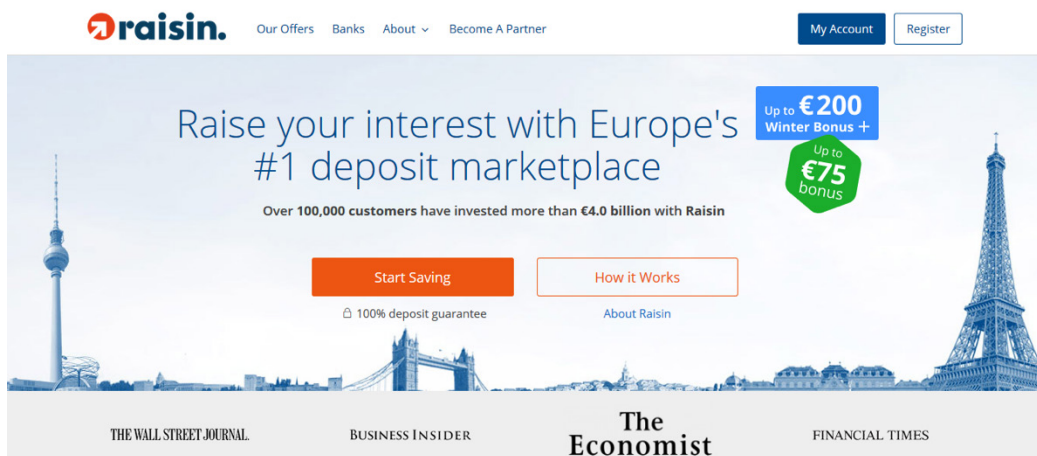 raisin.
Our Offers
Banks
About
Become A Partner
My Account
Register
Raise your interest with Europe's
#1 deposit marketplace
Up to €200
Winter Bonus +
Up to
€75
bonus
Over 100,000 customers have invested more than €4.0 billion with Raisin
Start Saving
How it Works
100% deposit guarantee
About Raisin
THE WALL STREET JOURNAL.
BUSINESS INSIDER
The
Economist
FINANCIAL TIMES